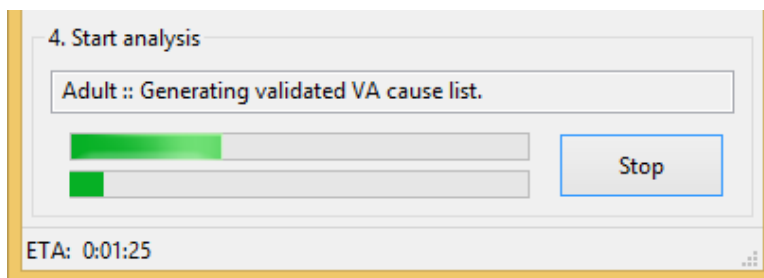 4. Start analysis
Adult :: Generating validated VA cause list.
Stop
ETA: 0:01:25